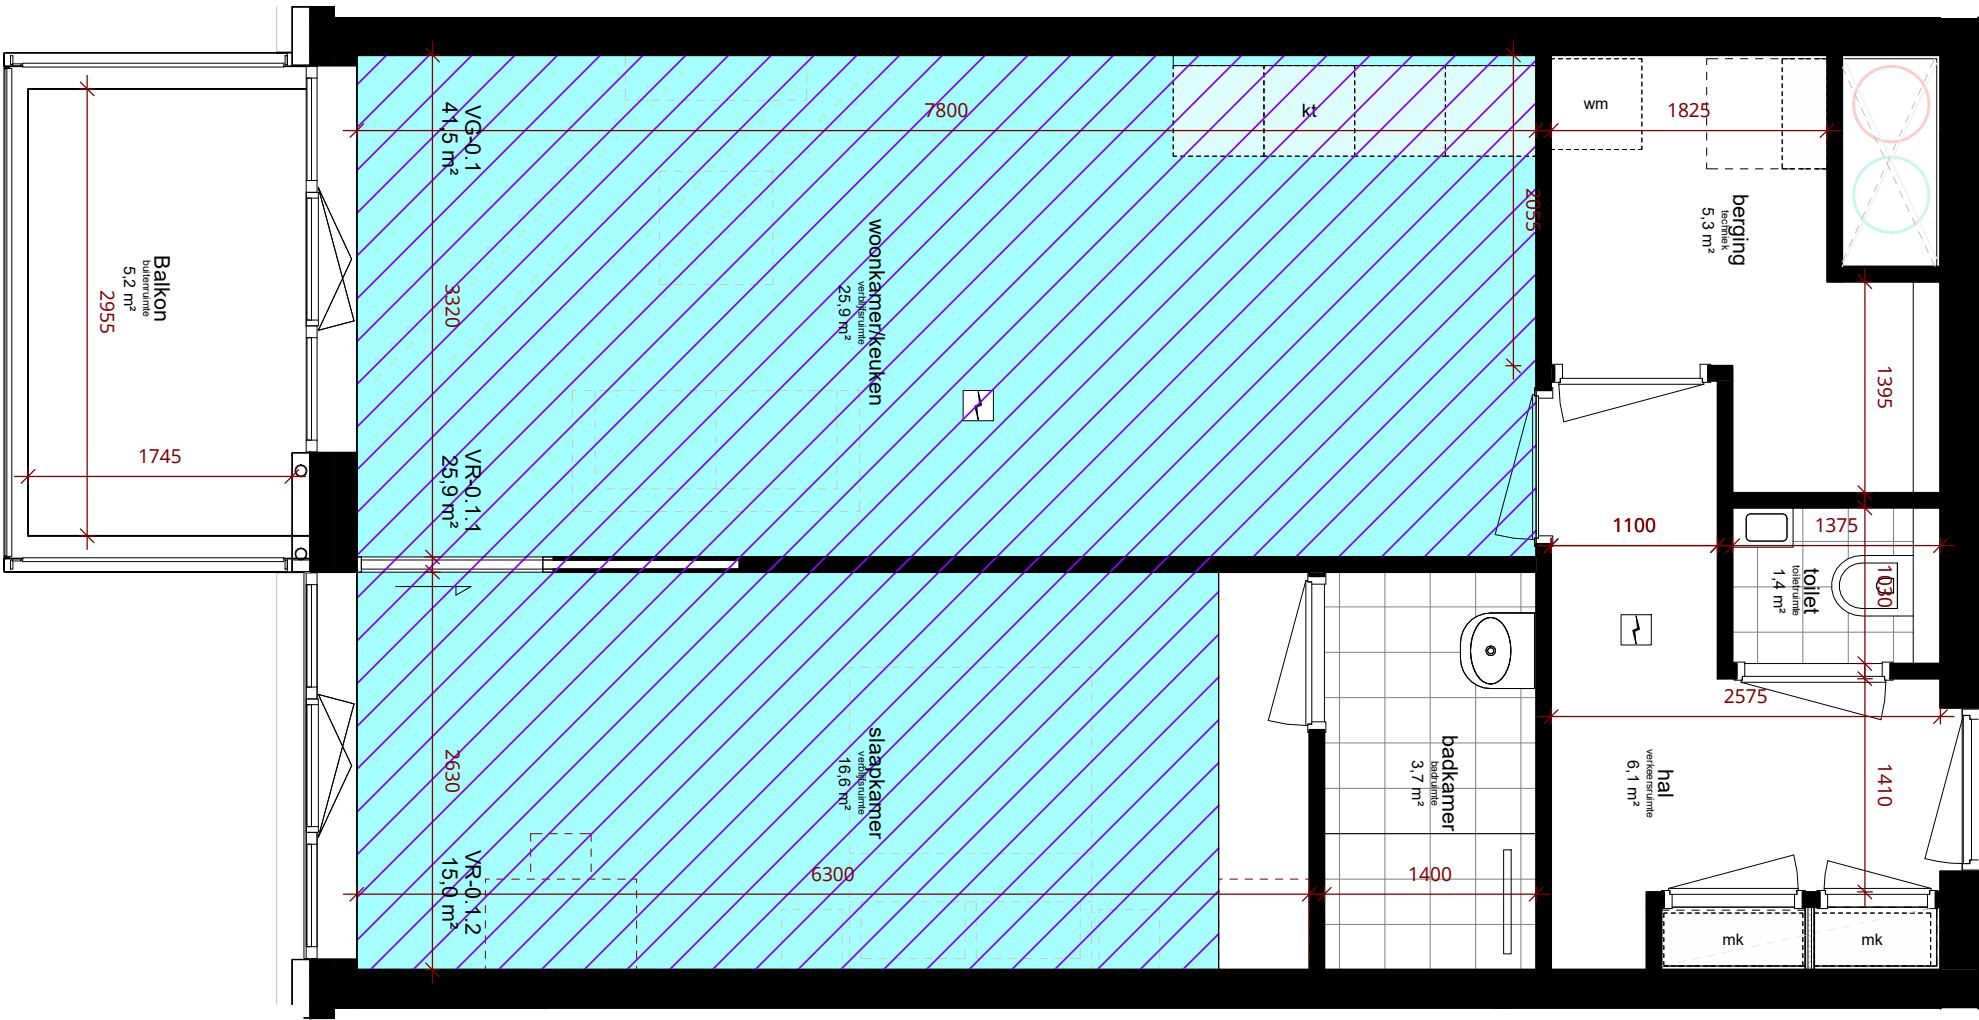 VG-0.1
41,5 m²
7800
kt
wm
1825
2055
berging
techniek
5,3 m²
Balkon
buitenruimte
5,2 m²
2955
3320
woonkamer/keuken
verblijfsruimte
25,9 m²
1395
1745
VR-0.1.1
25,9 m²
1100
1375
toilet
toiletruimte
1,4 m²
1030
2575
2630
slaapkamer
verblijfsruimte
16,6 m²
badkamer
badruimte
3,7 m²
hal
verkeersruimte
6,1 m²
1410
VR-0.1.2
15,0 m²
6300
1400
mk
mk